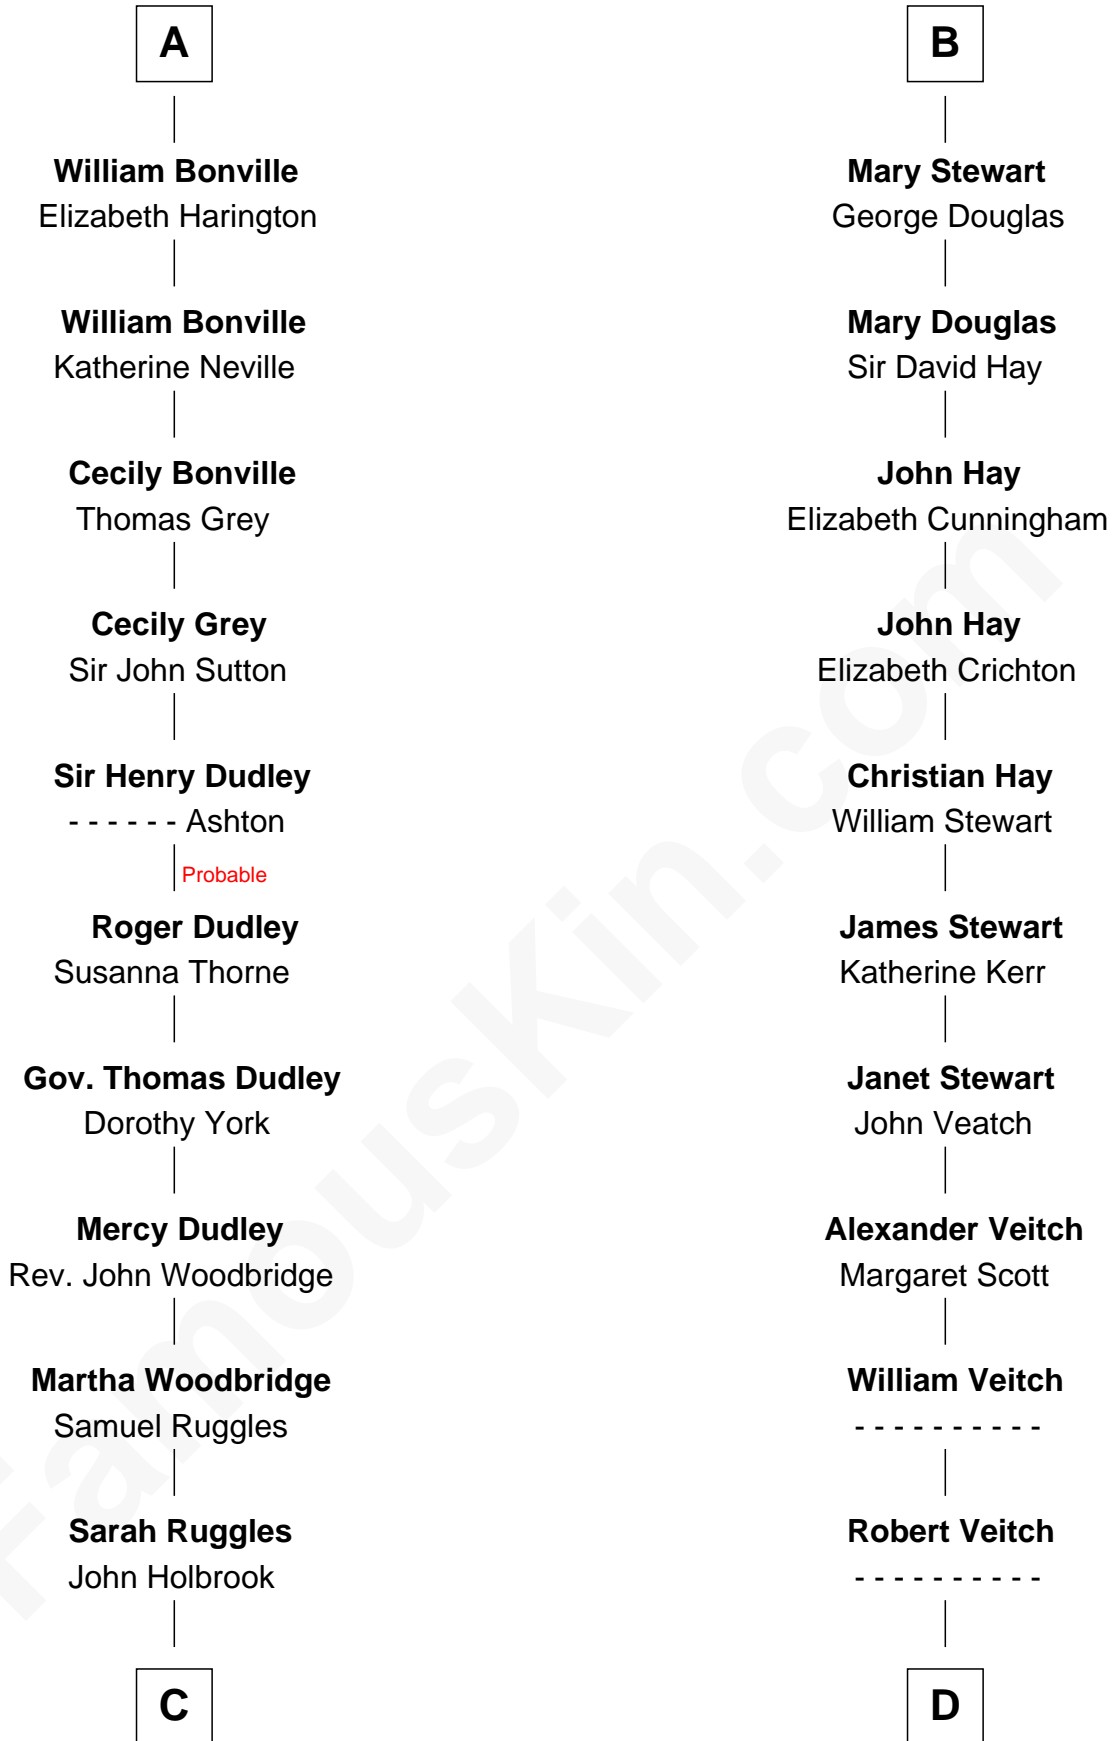 A
William Bonville
Elizabeth Harington
William Bonville
Katherine Neville
Cecily Bonville
Thomas Grey
Cecily Grey
Sir John Sutton
Sir Henry Dudley
- - - - - - Ashton
Probable
Roger Dudley
Susanna Thorne
Gov. Thomas Dudley
Dorothy York
Mercy Dudley
Rev. John Woodbridge
Martha Woodbridge
Samuel Ruggles
Sarah Ruggles
John Holbrook
C
B
Mary Stewart
George Douglas
Mary Douglas
Sir David Hay
John Hay
Elizabeth Cunningham
John Hay
Elizabeth Crichton
Christian Hay
William Stewart
James Stewart
Katherine Kerr
Janet Stewart
John Veatch
Alexander Veitch
Margaret Scott
William Veitch
- - - - - - - - - -
Robert Veitch
- - - - - - - - - -
D
FamousKin.com